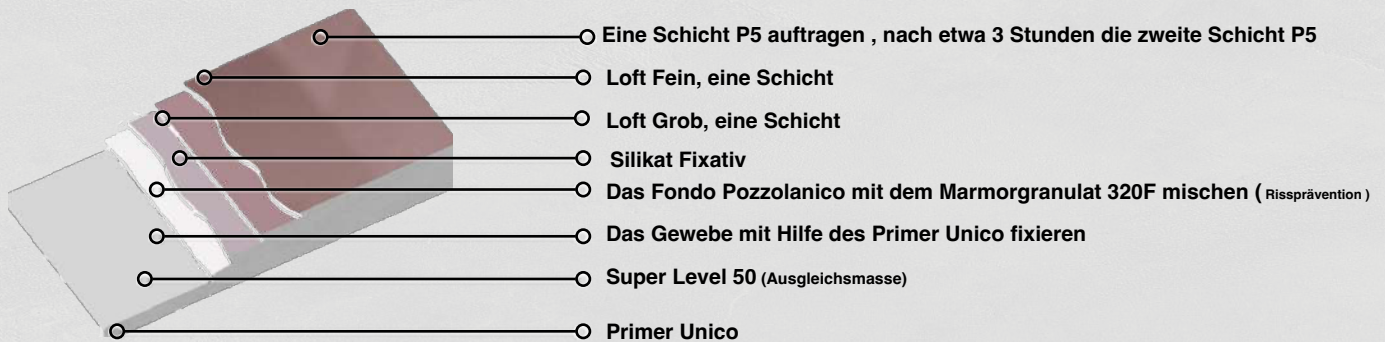 Eine Schicht P5 auftragen , nach etwa 3 Stunden die zweite Schicht P5
Loft Fein, eine Schicht
Loft Grob, eine Schicht
Silikat Fixativ
Das Fondo Pozzolanico mit dem Marmorgranulat 320F mischen ( Rissprävention )
Das Gewebe mit Hilfe des Primer Unico fixieren
Super Level 50 (Ausgleichsmasse)
Primer Unico